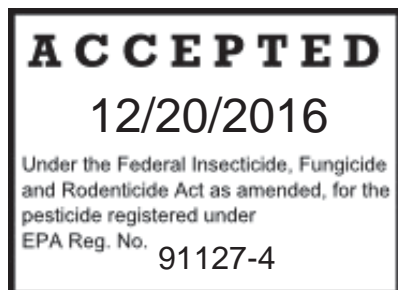 ACCEPTED
12/20/2016
Under the Federal Insecticide, Fungicide
and Rodenticide Act as amended, for the
pesticide registered under
EPA Reg. No. 91127-4